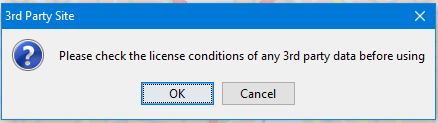 3rd Party Site
Please check the license conditions of any 3rd party data before using
OK
Cancel